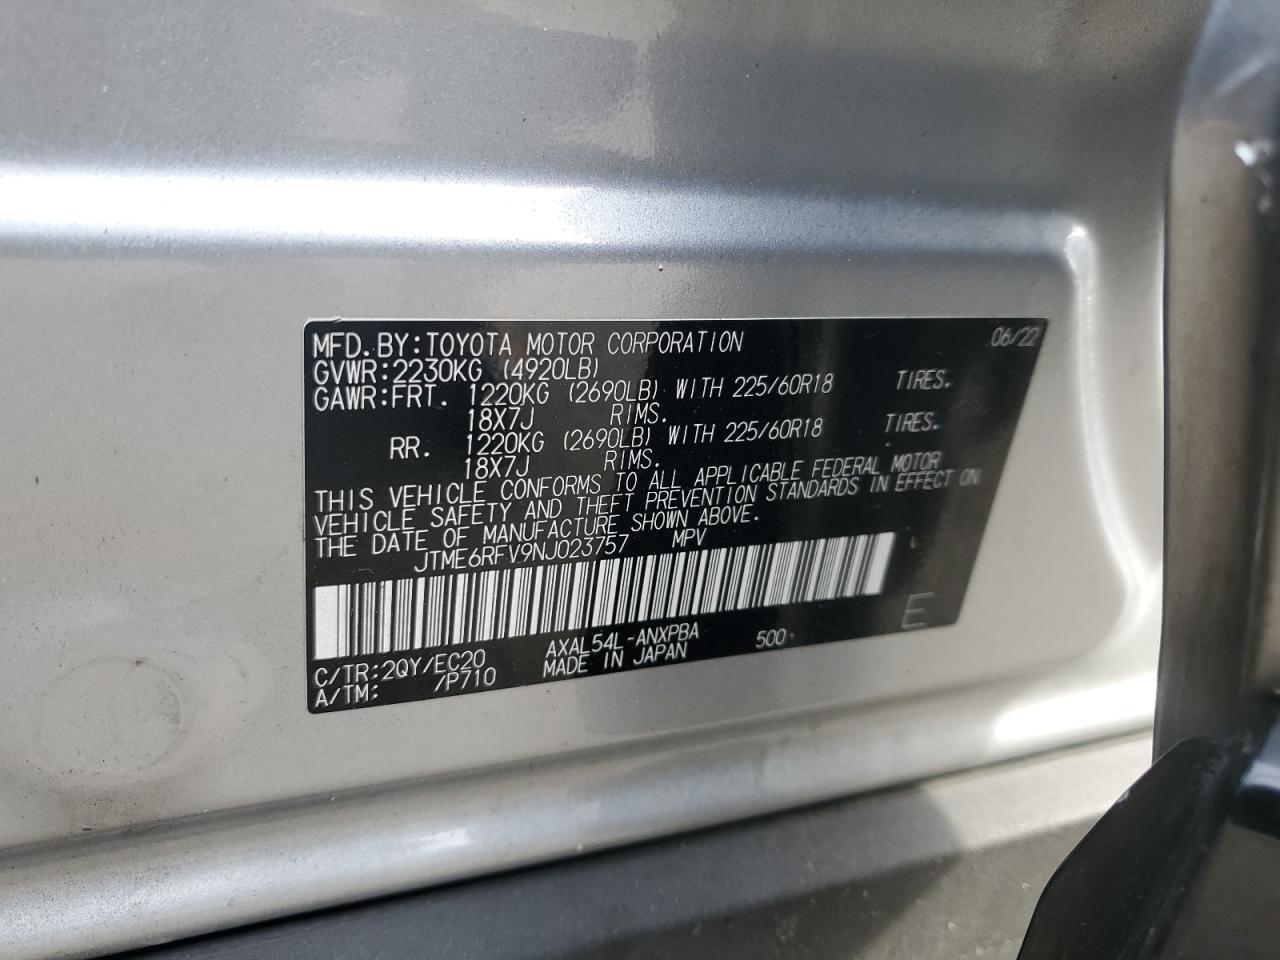 MFD. BY:TOYOTA MOTOR CORPORATION 06/22
GVWR:2230KG (4920LB)
GAWR:FRT. 1220KG (2690LB) WITH 225/60R18 TIRES.
18X7J RIMS.
RR. 1220KG (2690LB) WITH 225/60R18 TIRES.
18X7J RIMS.
THIS VEHICLE CONFORMS TO ALL APPLICABLE FEDERAL MOTOR
VEHICLE SAFETY AND THEFT PREVENTION STANDARDS IN EFFECT ON
THE DATE OF MANUFACTURE SHOWN ABOVE.
JTME6RFV9NJ023757 MPV
C/TR:2QY/EC20 AXAL54L-ANXPBA 500
A/TM: /P710 MADE IN JAPAN
E